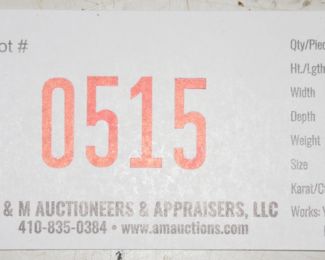 ot #
0515
& M AUCTIONEERS & APPRAISERS, LLC
410-835-0384 • www.amauctions.com
Qty/Piec
Ht./Lgth
Width
Depth
Weight
Size
Karat/C
Works: Y